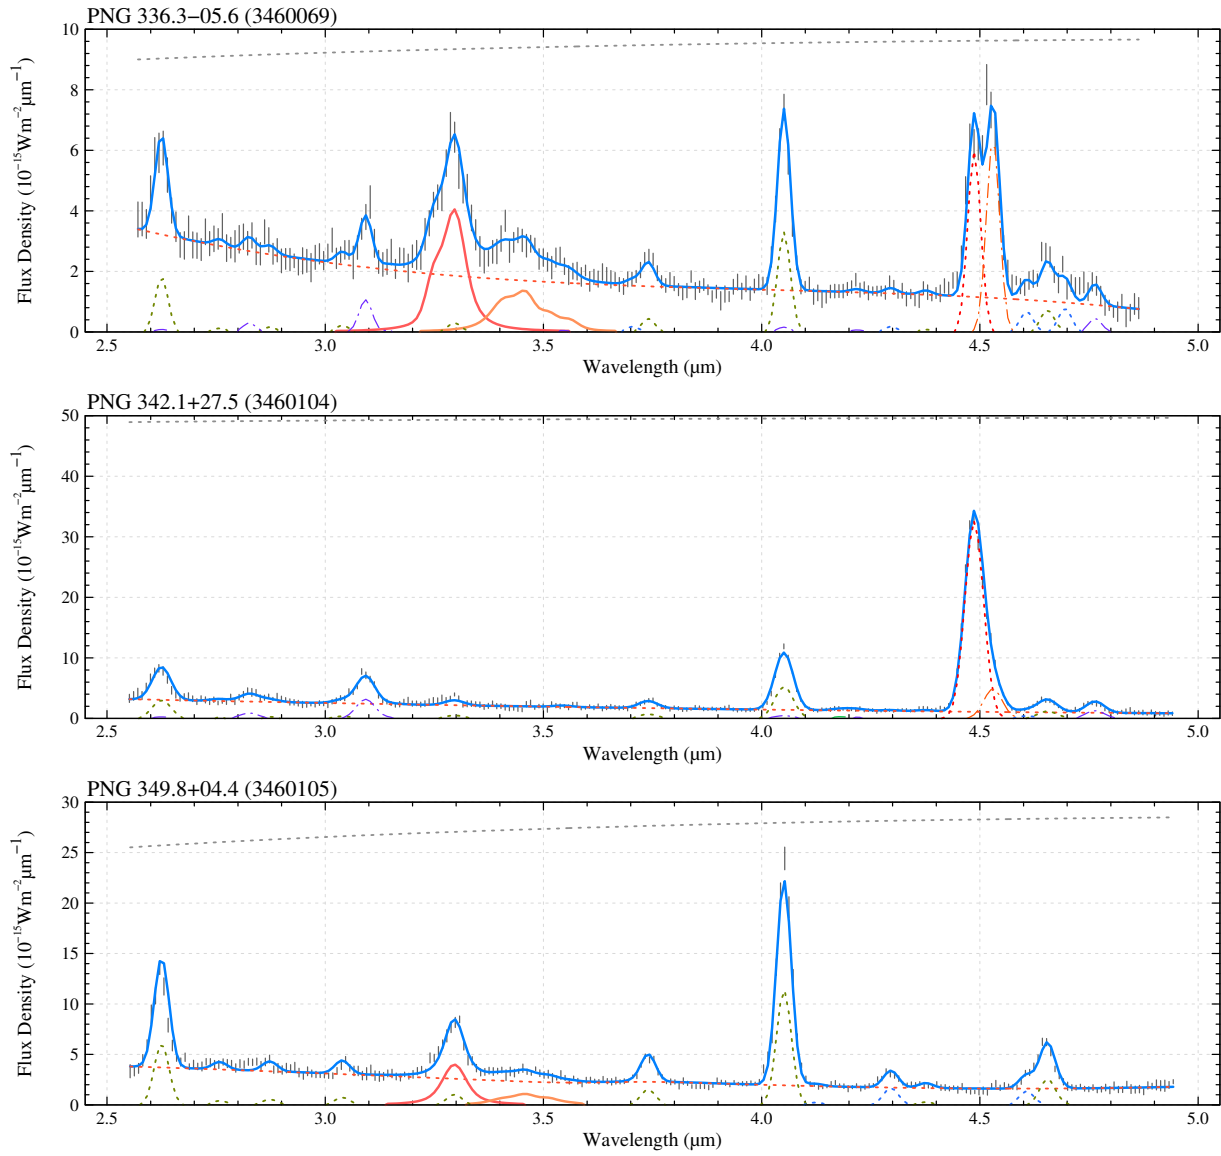 PNG 336.3−05.6 (3460069)
Flux Density (10⁻¹⁵Wm⁻²µm⁻¹)
10
8
6
4
2
0
2.5 3.0 3.5 4.0 4.5 5.0
Wavelength (µm)
PNG 342.1+27.5 (3460104)
Flux Density (10⁻¹⁵Wm⁻²µm⁻¹)
50
40
30
20
10
0
2.5 3.0 3.5 4.0 4.5 5.0
Wavelength (µm)
PNG 349.8+04.4 (3460105)
Flux Density (10⁻¹⁵Wm⁻²µm⁻¹)
30
25
20
15
10
5
0
2.5 3.0 3.5 4.0 4.5 5.0
Wavelength (µm)